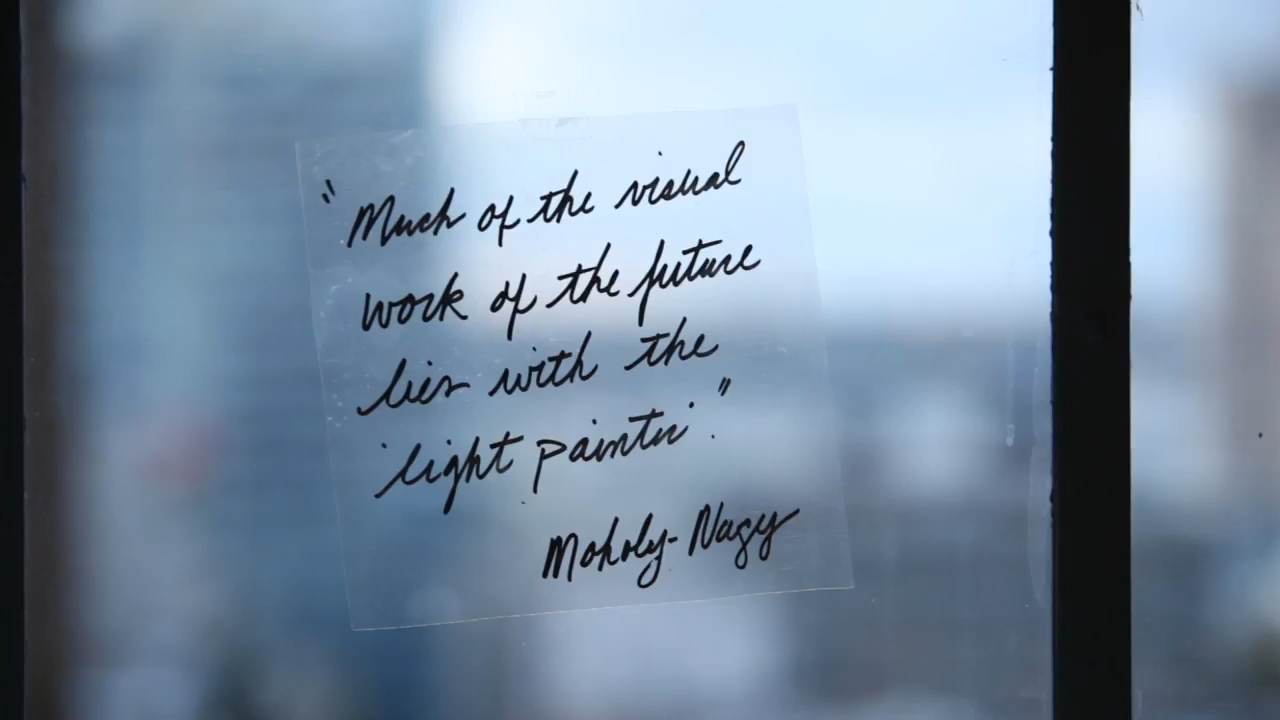 "Much of the visual
work of the future
lies with the
'light painter'."
Moholy-Nagy